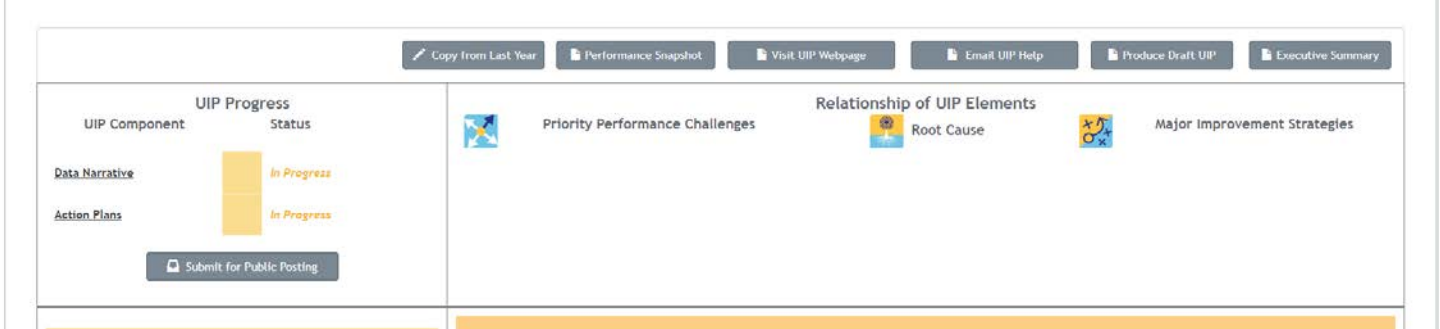 Copy from Last Year
Performance Snapshot
Visit UIP Webpage
Email UIP Help
Produce Draft UIP
Executive Summary
UIP Progress
UIP Component Status
Data Narrative In Progress
Action Plans In Progress
Submit for Public Posting
Relationship of UIP Elements
Priority Performance Challenges
Root Cause
Major Improvement Strategies